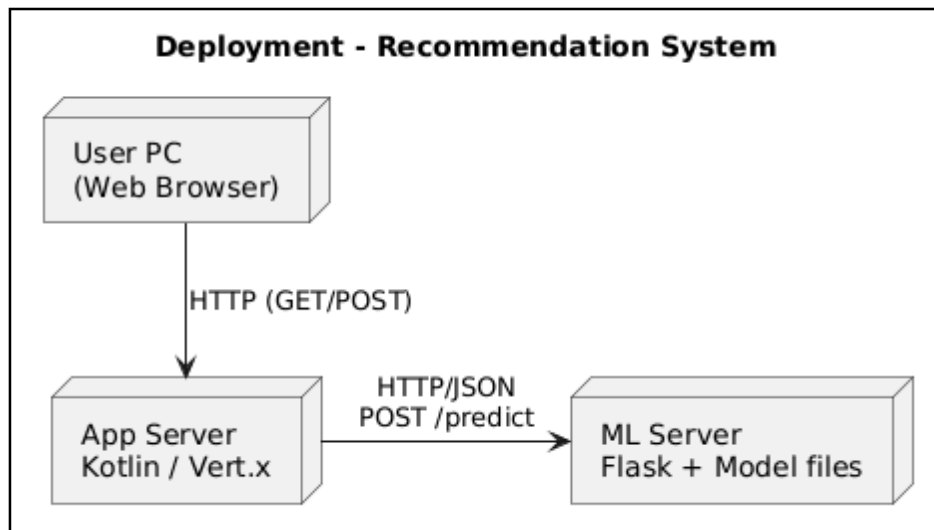 Deployment - Recommendation System
User PC
(Web Browser)
HTTP (GET/POST)
App Server
Kotlin / Vert.x
HTTP/JSON
POST /predict
ML Server
Flask + Model files